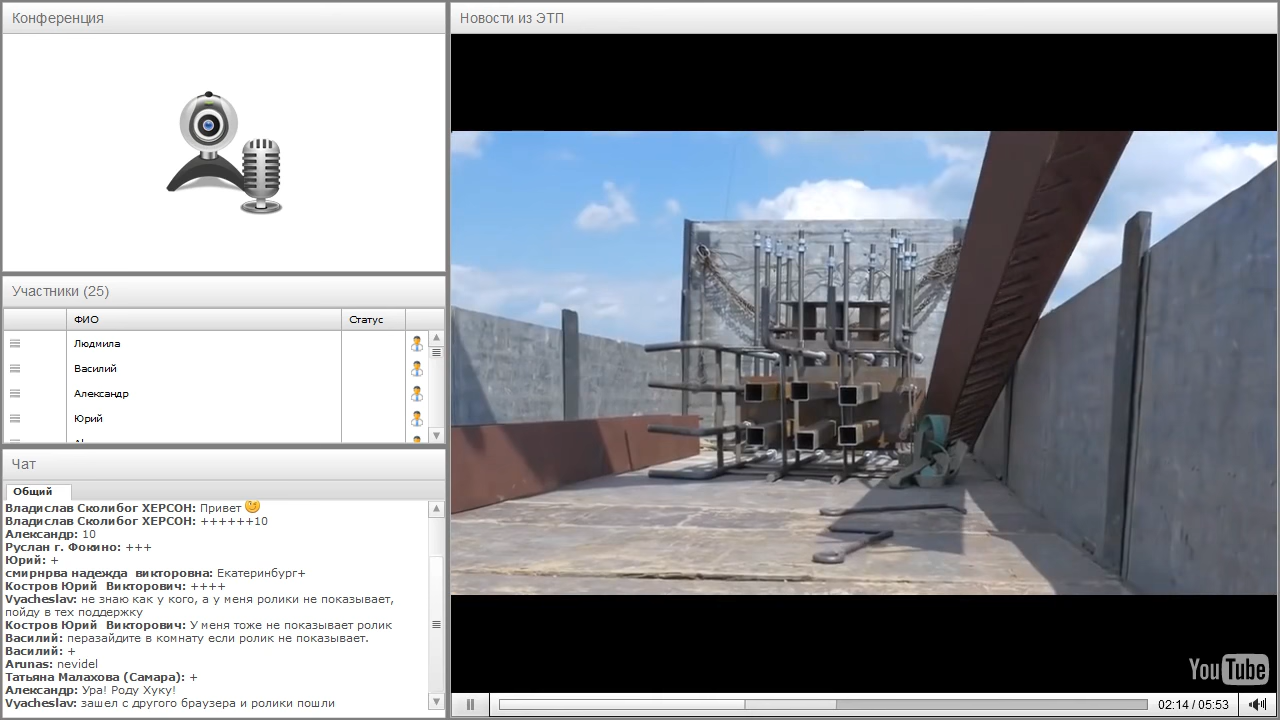 Конференция
Новости из ЭТП
Участники (25)
ФИО
Статус
Людмила
Василий
Александр
Юрий
Чат
Общий
Владислав Сколибог ХЕРСОН: Привет
Владислав Сколибог ХЕРСОН: ++++++10
Александр: 10
Руслан г. Фокино: +++
Юрий: +
смирнрва надежда викторовна: Екатеринбург+
Костров Юрий Викторович: ++++
Vyacheslav: не знаю как у кого, а у меня ролики не показывает,
пойду в тех поддержку
Костров Юрий Викторович: У меня тоже не показывает ролик
Василий: перазайдите в комнату если ролик не показывает.
Василий: +
Arunas: nevidel
Татьяна Малахова (Самара): +
Александр: Ура! Роду Хуку!
Vyacheslav: зашел с другого браузера и ролики пошли
YouTube
02:14 / 05:53